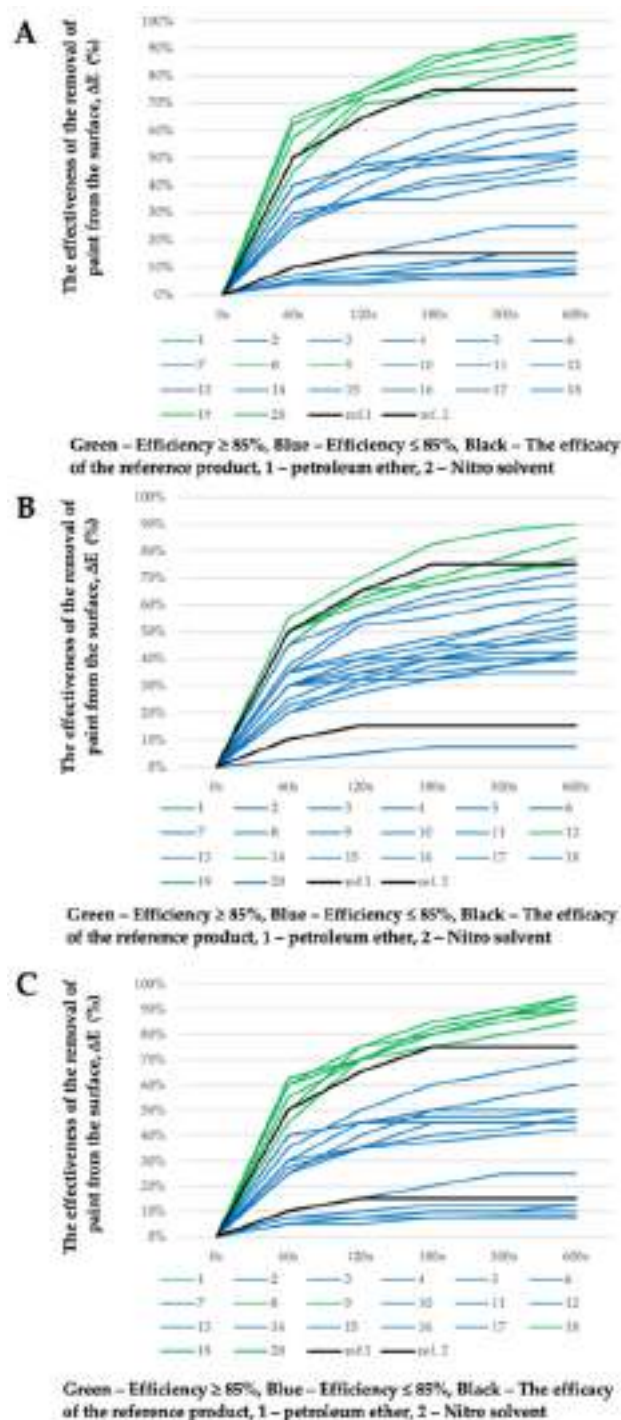 A
The effectiveness of the removal of
paint from the surface, ΔE (%)
100%
90%
80%
70%
60%
50%
40%
30%
20%
10%
0%
0s 60s 120s 180s 300s 600s
1 2 3 4 5 6
7 8 9 10 11 12
13 14 15 16 17 18
19 20 ref.1 ref. 2
Green – Efficiency ≥ 85%, Blue – Efficiency ≤ 85%, Black – The efficacy
of the reference product, 1 – petroleum ether, 2 – Nitro solvent
B
The effectiveness of the removal of
paint from the surface, ΔE (%)
100%
90%
80%
70%
60%
50%
40%
30%
20%
10%
0%
0s 60s 120s 180s 300s 600s
1 2 3 4 5 6
7 8 9 10 11 12
13 14 15 16 17 18
19 20 ref.1 ref. 2
Green – Efficiency ≥ 85%, Blue – Efficiency ≤ 85%, Black – The efficacy
of the reference product, 1 – petroleum ether, 2 – Nitro solvent
C
The effectiveness of the removal of
paint from the surface, ΔE (%)
100%
90%
80%
70%
60%
50%
40%
30%
20%
10%
0%
0s 60s 120s 180s 300s 600s
1 2 3 4 5 6
7 8 9 10 11 12
13 14 15 16 17 18
19 20 ref.1 ref. 2
Green – Efficiency ≥ 85%, Blue – Efficiency ≤ 85%, Black – The efficacy
of the reference product, 1 – petroleum ether, 2 – Nitro solvent